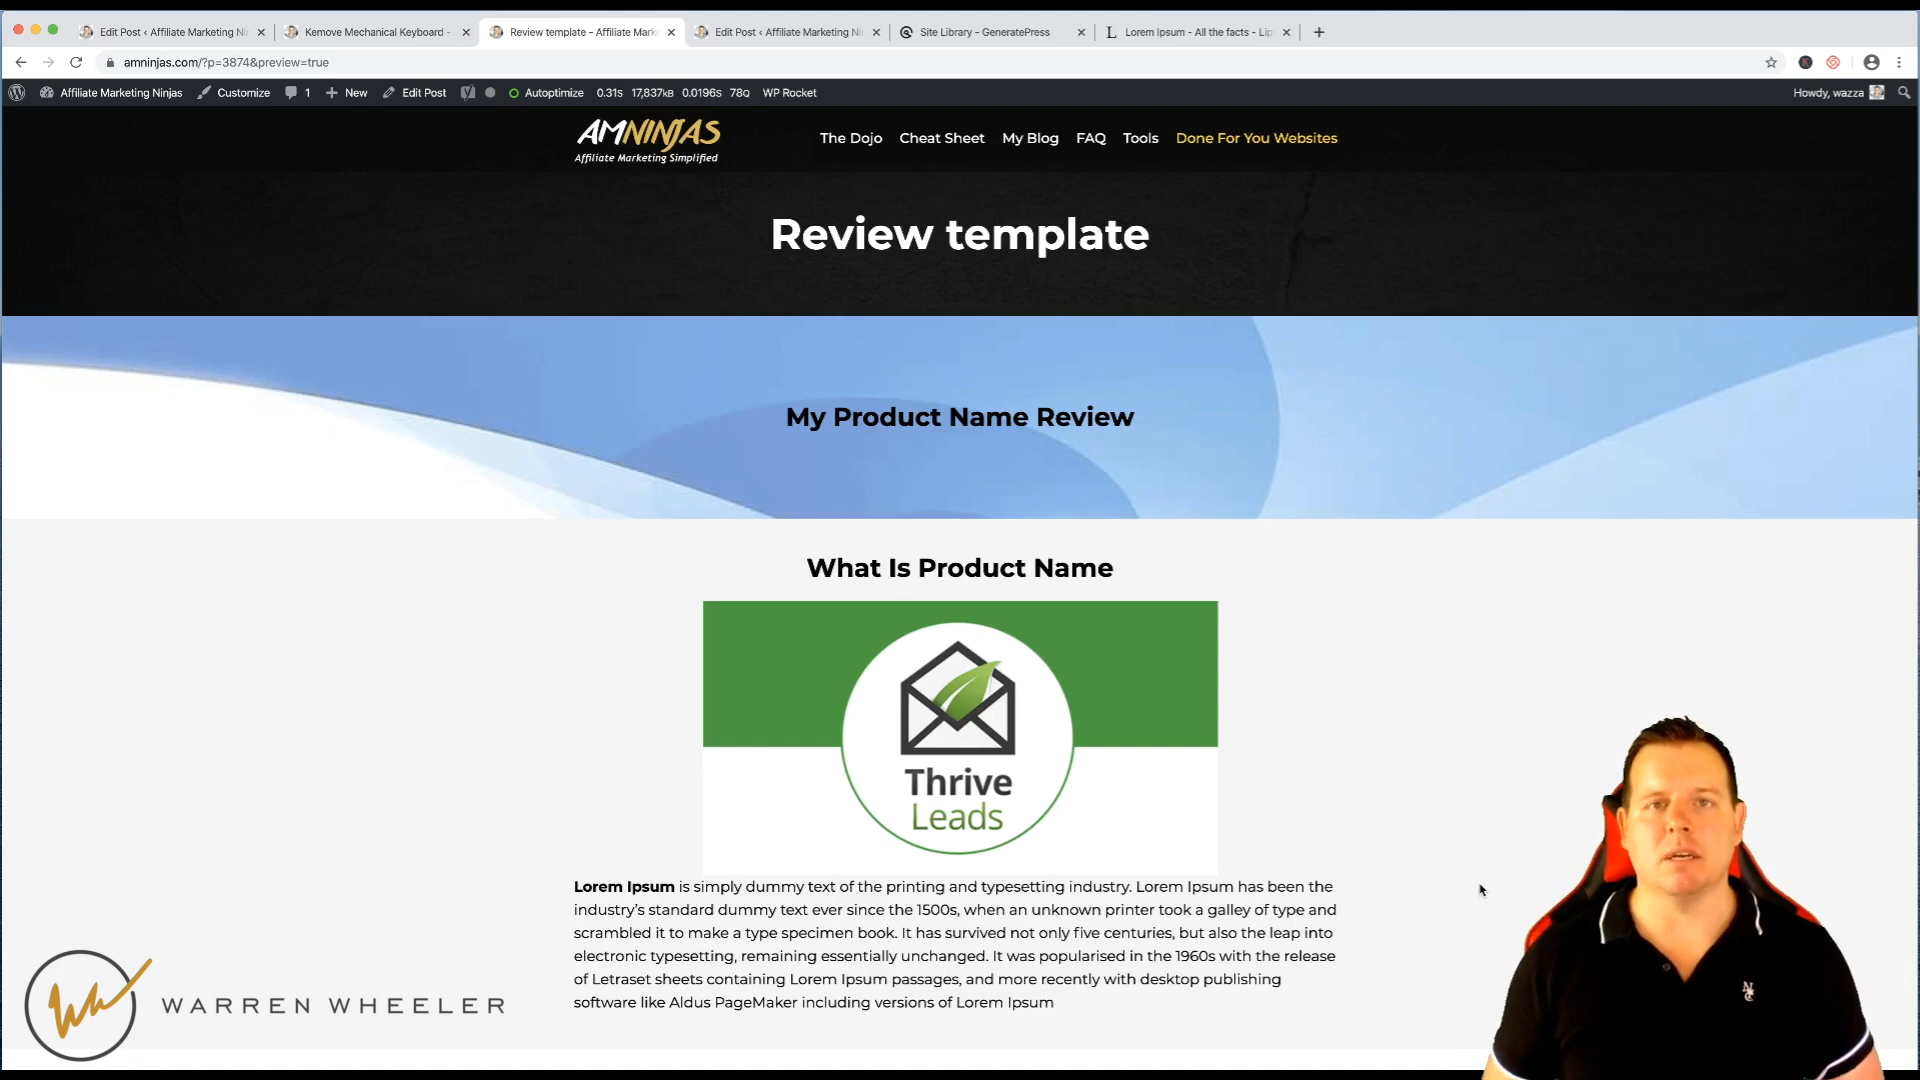 Edit Post ‹ Affiliate Marketing Ni
Kemove Mechanical Keyboard -
Review template – Affiliate Mark
Edit Post ‹ Affiliate Marketing Ni
Site Library - GeneratePress
Lorem Ipsum - All the facts - Lip
amninjas.com/?p=3874&preview=true
Affiliate Marketing Ninjas
Customize
1
New
Edit Post
Autoptimize
0.31S 17,837KB 0.0196S 78Q
WP Rocket
Howdy, wazza
AMNINJAS
Affiliate Marketing Simplified
The Dojo
Cheat Sheet
My Blog
FAQ
Tools
Done For You Websites
Review template
My Product Name Review
What Is Product Name
Thrive
Leads
Lorem Ipsum is simply dummy text of the printing and typesetting industry. Lorem Ipsum has been the
industry’s standard dummy text ever since the 1500s, when an unknown printer took a galley of type and
scrambled it to make a type specimen book. It has survived not only five centuries, but also the leap into
electronic typesetting, remaining essentially unchanged. It was popularised in the 1960s with the release
of Letraset sheets containing Lorem Ipsum passages, and more recently with desktop publishing
software like Aldus PageMaker including versions of Lorem Ipsum
WARREN WHEELER